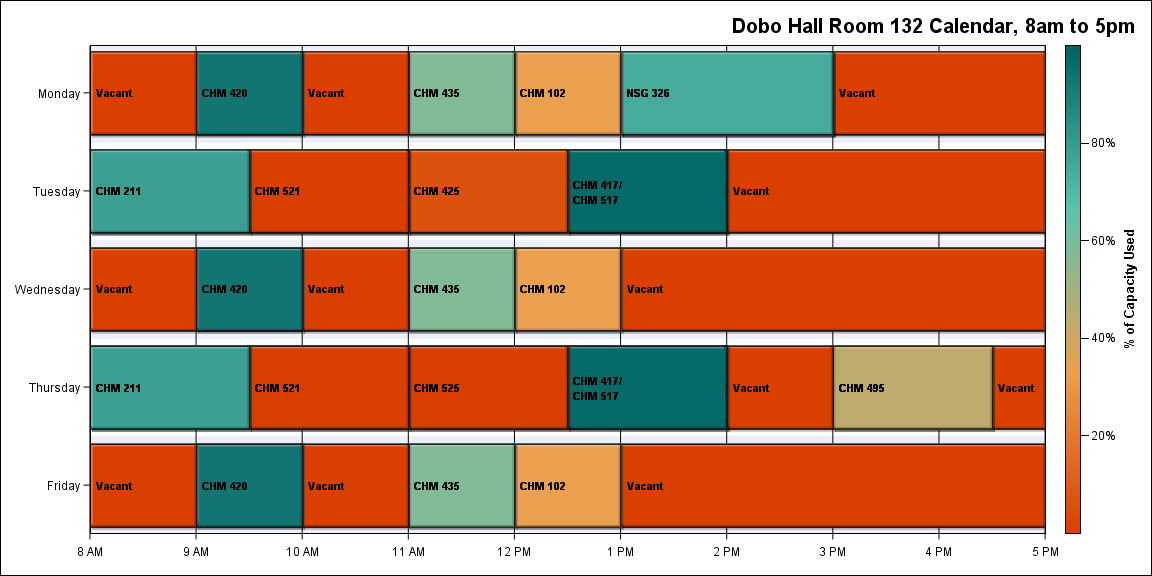 Dobo Hall Room 132 Calendar, 8am to 5pm
Monday
Vacant
CHM 420
Vacant
CHM 435
CHM 102
NSG 326
Vacant
Tuesday
CHM 211
CHM 521
CHM 425
CHM 417/
CHM 517
Vacant
Wednesday
Vacant
CHM 420
Vacant
CHM 435
CHM 102
Vacant
Thursday
CHM 211
CHM 521
CHM 525
CHM 417/
CHM 517
Vacant
CHM 495
Vacant
Friday
Vacant
CHM 420
Vacant
CHM 435
CHM 102
Vacant
8 AM
9 AM
10 AM
11 AM
12 PM
1 PM
2 PM
3 PM
4 PM
5 PM
80%
60%
40%
20%
% of Capacity Used